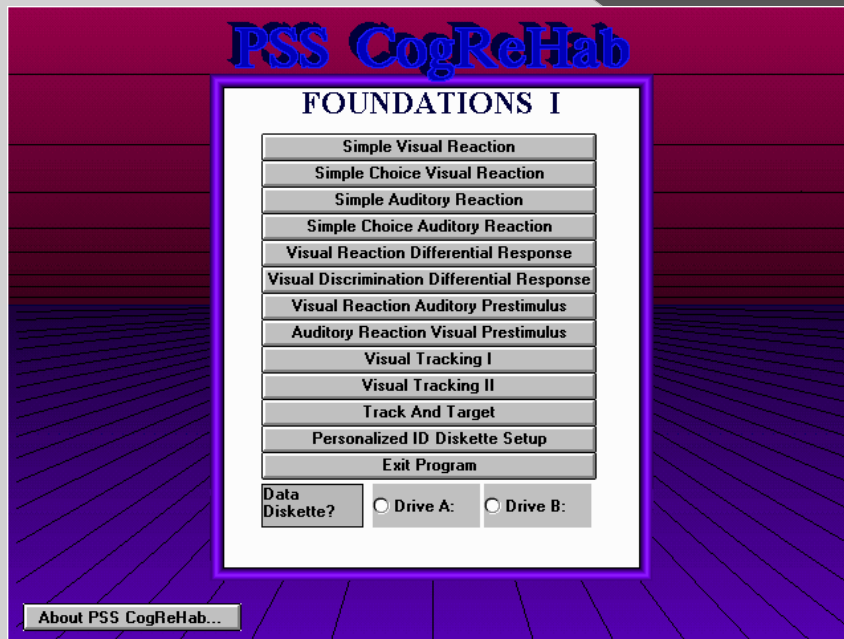 PSS CogReHab
FOUNDATIONS I
Simple Visual Reaction
Simple Choice Visual Reaction
Simple Auditory Reaction
Simple Choice Auditory Reaction
Visual Reaction Differential Response
Visual Discrimination Differential Response
Visual Reaction Auditory Prestimulus
Auditory Reaction Visual Prestimulus
Visual Tracking I
Visual Tracking II
Track And Target
Personalized ID Diskette Setup
Exit Program
Data
Diskette?
Drive A:
Drive B:
About PSS CogReHab...